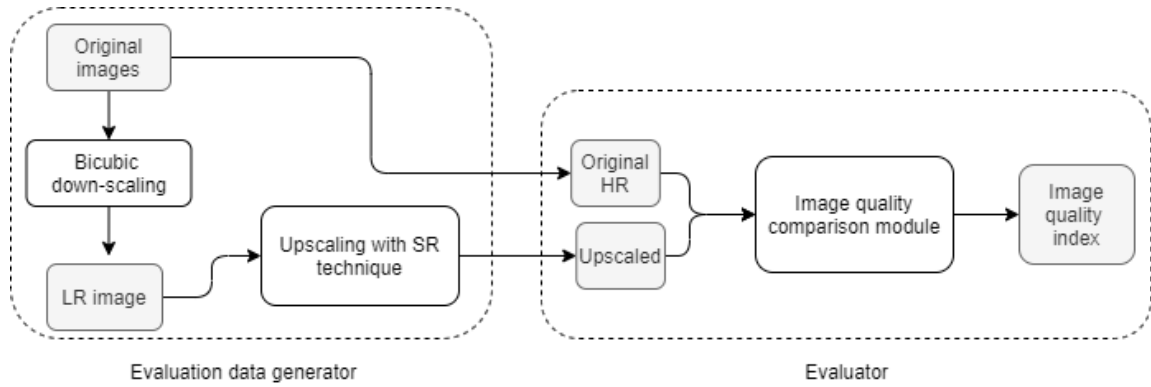 Original
images
Bicubic
down-scaling
LR image
Upscaling with SR
technique
Evaluation data generator
Original
HR
Upscaled
Image quality
comparison module
Image
quality
index
Evaluator